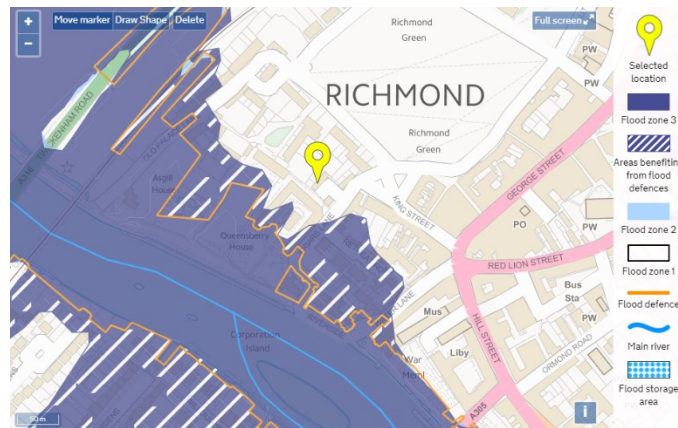 +
−
Move marker
Draw Shape
Delete
Full screen
Richmond
Green
RICHMOND
Richmond
Green
PW
PW
GEORGE STREET
KING STREET
PO
PW
RED LION STREET
Bus
Sta
PW
Mus
HILL STREET
Liby
ORMOND ROAD
War
Meml
A305
Asgill
House
Queensberry
House
RIVERSIDE
Corporation
Island
50 m
i
Selected
location
Flood zone 3
Areas benefiting
from flood
defences
Flood zone 2
Flood zone 1
Flood defence
Main river
Flood storage
area